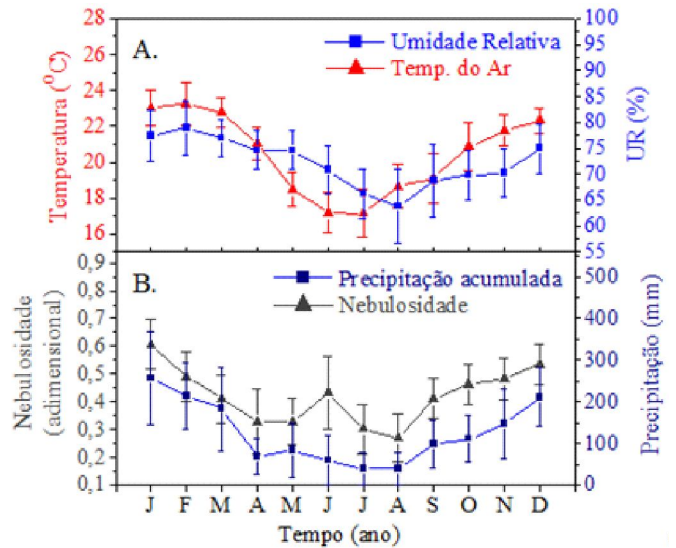 28
26
24
22
20
18
16
Temperatura (°C)
A.
Umidade Relativa
Temp. do Ar
100
95
90
85
80
75
70
65
60
55
UR (%)
0,9
0,8
0,7
0,6
0,5
0,4
0,3
0,2
0,1
Nebulosidade
(adimensional)
B.
Precipitação acumulada
Nebulosidade
500
400
300
200
100
0
Precipitação (mm)
J F M A M J J A S O N D
Tempo (ano)